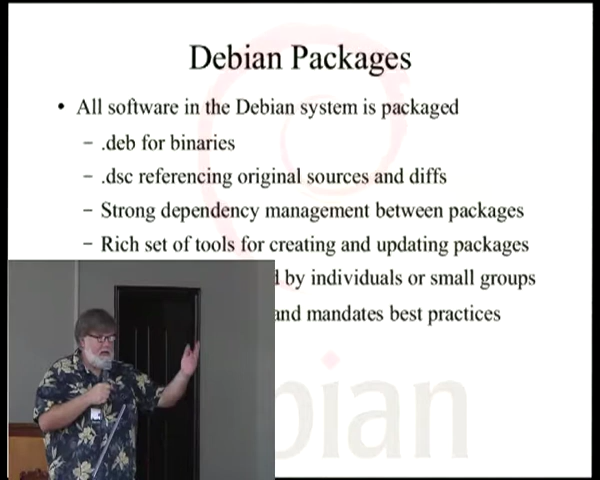 Debian Packages
• All software in the Debian system is packaged
– .deb for binaries
– .dsc referencing original sources and diffs
– Strong dependency management between packages
– Rich set of tools for creating and updating packages
by individuals or small groups
and mandates best practices
bian